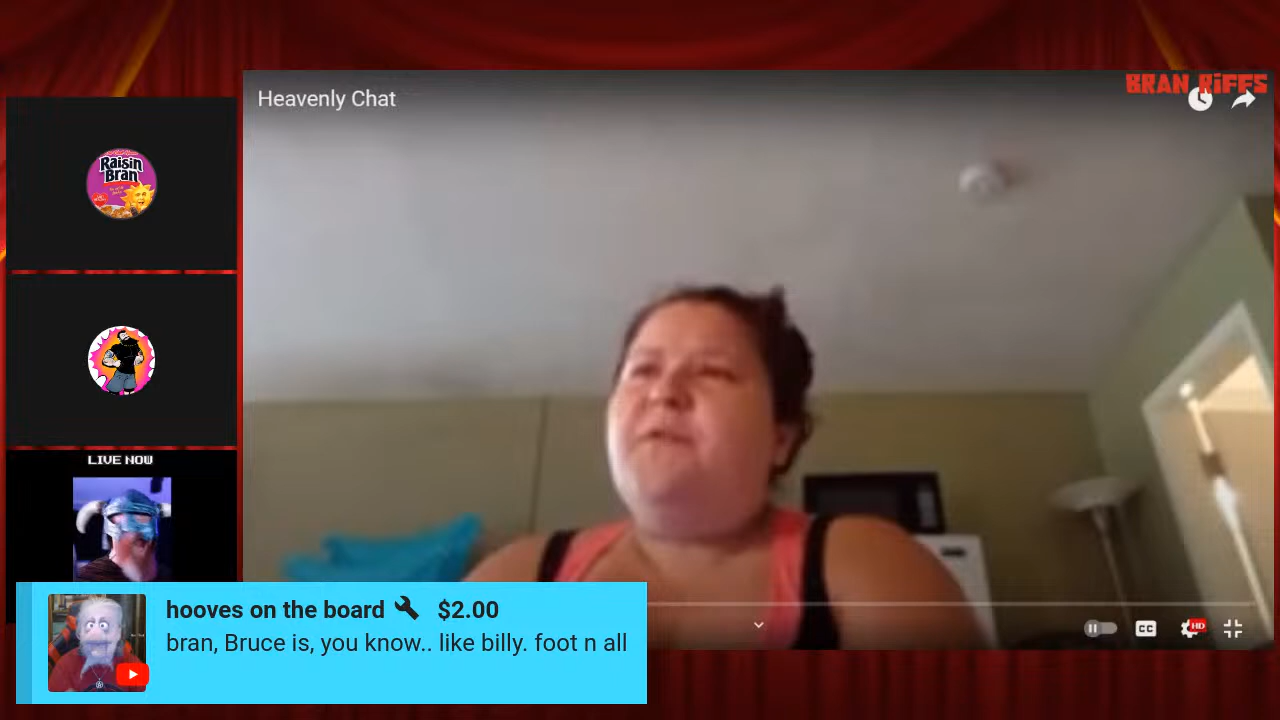 BRAN RiFFS
Heavenly Chat
Raisin
Bran
LIVE NOW
hooves on the board $2.00
bran, Bruce is, you know.. like billy. foot n all
CC
HD